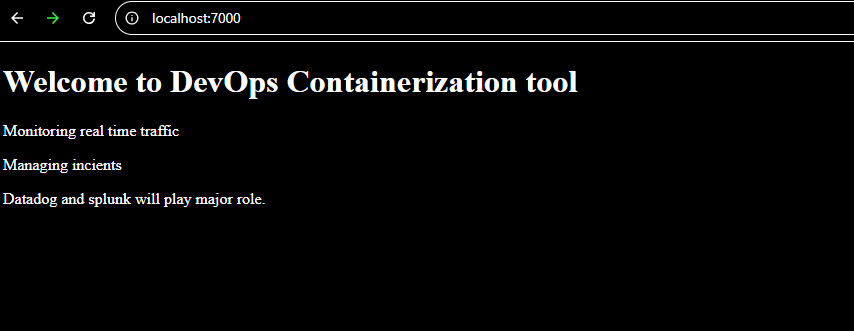 localhost:7000
Welcome to DevOps Containerization tool
Monitoring real time traffic
Managing incients
Datadog and splunk will play major role.